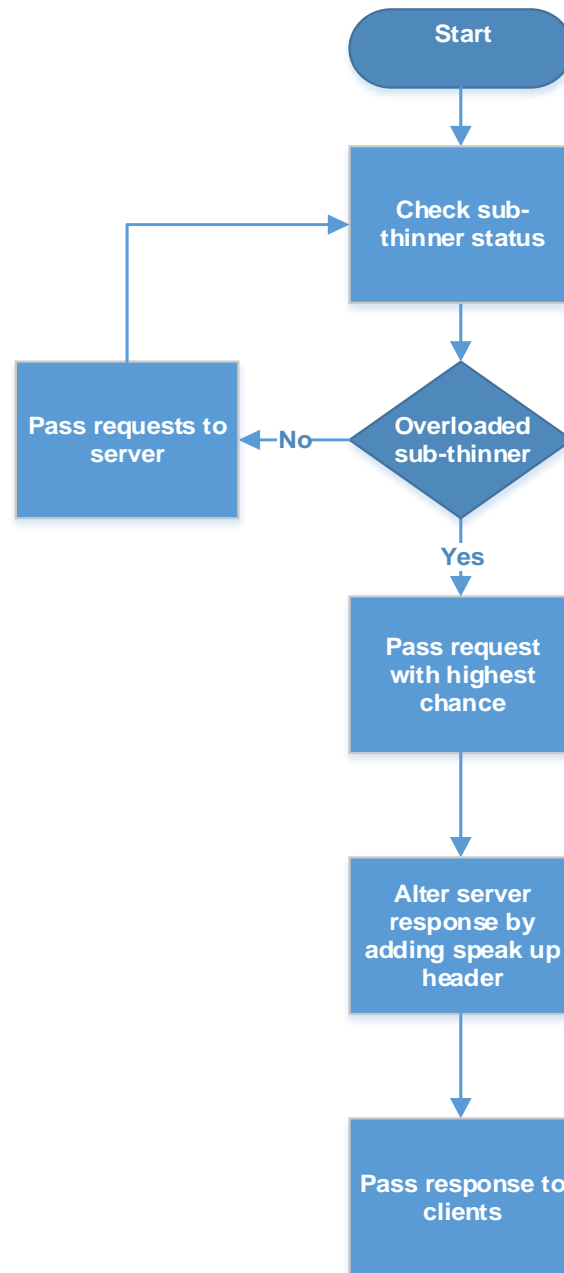 Start
Check sub-
thinner status
Overloaded
sub-thinner
No
Pass requests to
server
Yes
Pass request
with highest
chance
Alter server
response by
adding speak up
header
Pass response to
clients